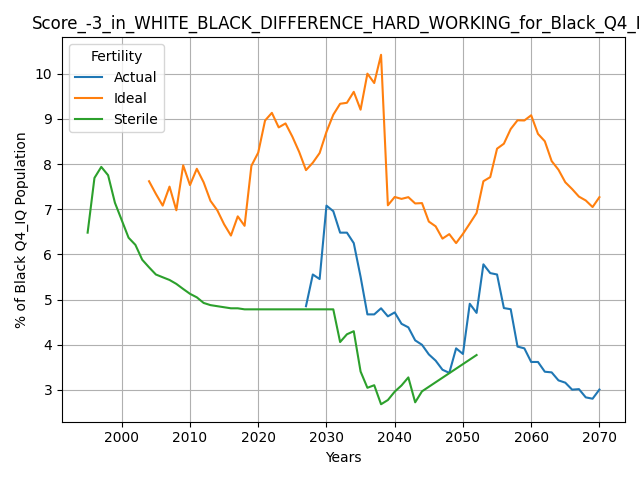 Score_-3_in_WHITE_BLACK_DIFFERENCE_HARD_WORKING_for_Black_Q4_I
Fertility
Actual
Ideal
Sterile
% of Black Q4_IQ Population
10
9
8
7
6
5
4
3
2000 2010 2020 2030 2040 2050 2060 2070
Years